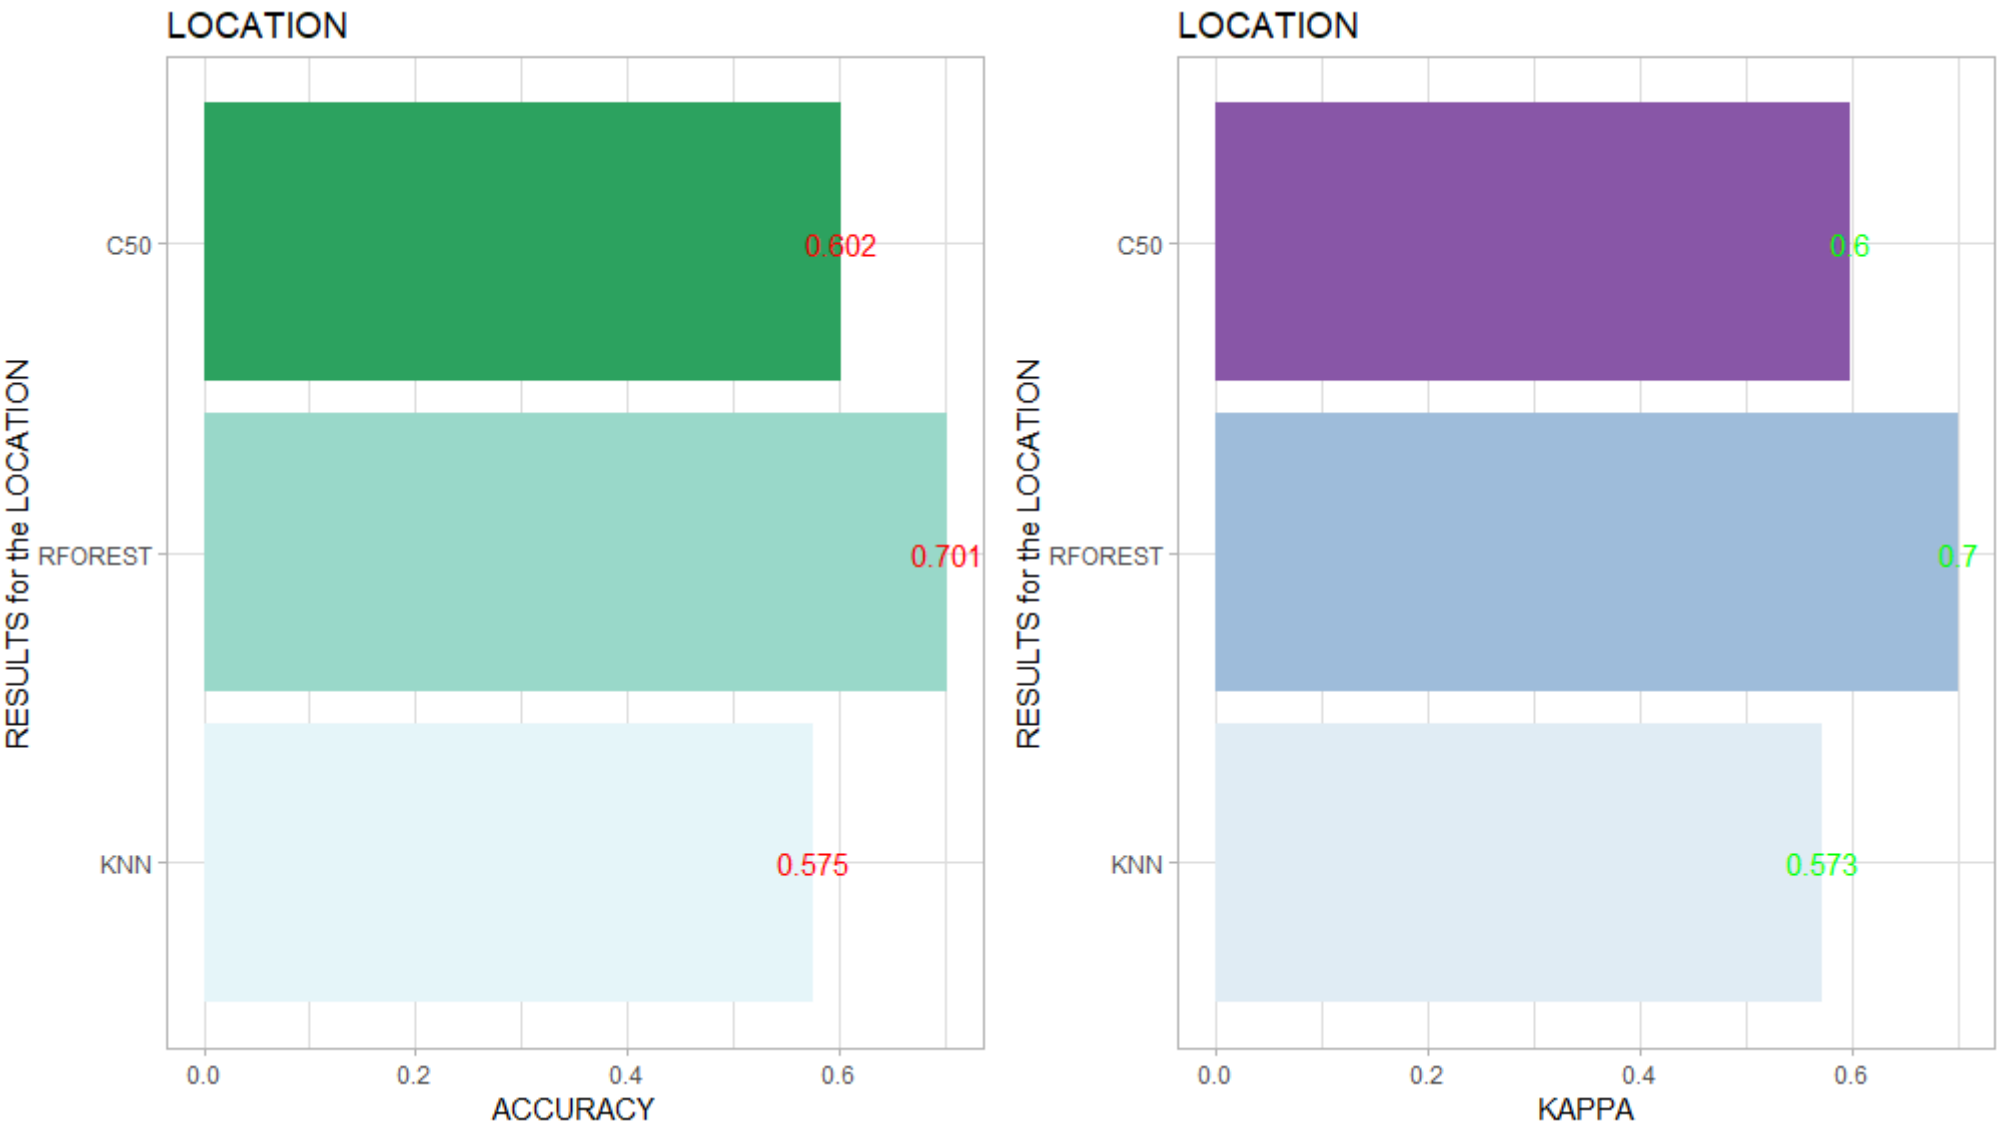 LOCATION
RESULTS for the LOCATION
C50
RFOREST
KNN
0.602
0.701
0.575
0.0 0.2 0.4 0.6
ACCURACY
LOCATION
RESULTS for the LOCATION
C50
RFOREST
KNN
0.6
0.7
0.573
0.0 0.2 0.4 0.6
KAPPA